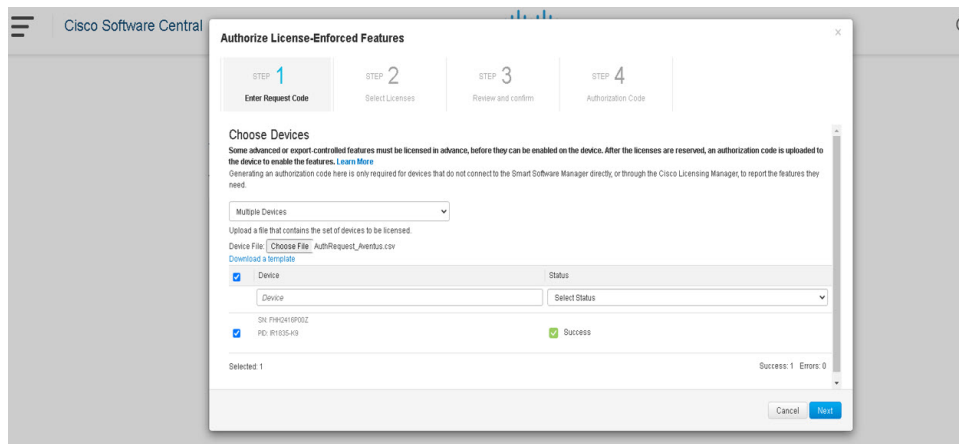 Cisco Software Central
Authorize License-Enforced Features
×
STEP 1
Enter Request Code
STEP 2
Select Licenses
STEP 3
Review and confirm
STEP 4
Authorization Code
Choose Devices
Some advanced or export-controlled features must be licensed in advance, before they can be enabled on the device. After the licenses are reserved, an authorization code is uploaded to
the device to enable the features. Learn More
Generating an authorization code here is only required for devices that do not connect to the Smart Software Manager directly, or through the Cisco Licensing Manager, to report the features they
need.
Multiple Devices
Upload a file that contains the set of devices to be licensed.
Device File: Choose File AuthRequest_Aventus.csv
Download a template
Device Status
Device Select Status
SN: FHH2416P00Z
PID: IR1835-K9
Success
Selected: 1 Success: 1 Errors: 0
Cancel Next